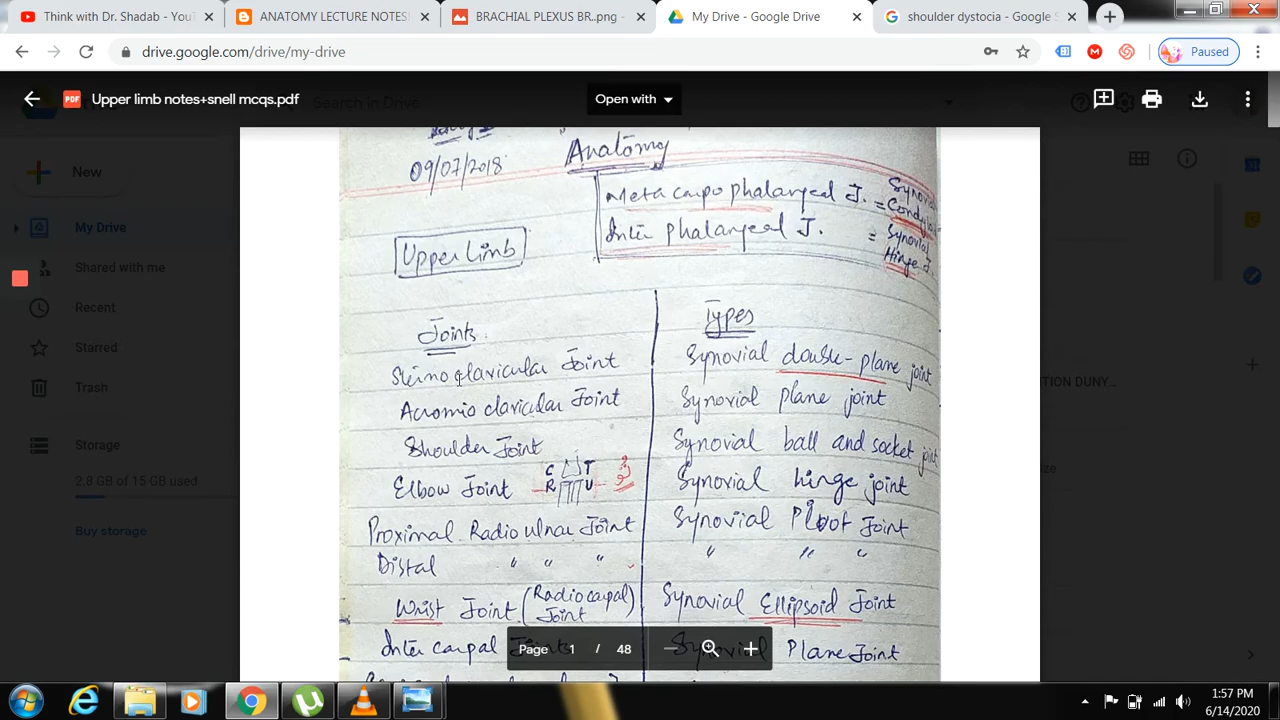 Think with Dr. Shadab - You
ANATOMY LECTURE NOTES!
BRACHIAL PLEXUS BR..png
My Drive - Google Drive
shoulder dystocia - Google S
drive.google.com/drive/my-drive
Paused
Upper limb notes+snell mcqs.pdf
Search in Drive
Open with
New
My Drive
Shared with me
Recent
Starred
Trash
Storage
2.8 GB of 15 GB used
Buy storage
09/07/2018
Anatomy
Meta carpo phalangeal J. = Synovial Condyloid
Inter phalangeal J. = Synovial Hinge J.
Upper Limb
Joints Types
Sterno clavicular Joint Synovial double-plane joint
Acromio clavicular Joint Synovial plane joint
Shoulder Joint Synovial ball and socket joint
C T
Elbow Joint R U Synovial hinge joint
Proximal Radio ulnar Joint Synovial Pivot Joint
Distal " " " " " "
Wrist Joint (Radio carpal Joint) Synovial Ellipsoid Joint
Inter carpal Joints Synovial Plane Joint
Page 1 / 48
1:57 PM
6/14/2020